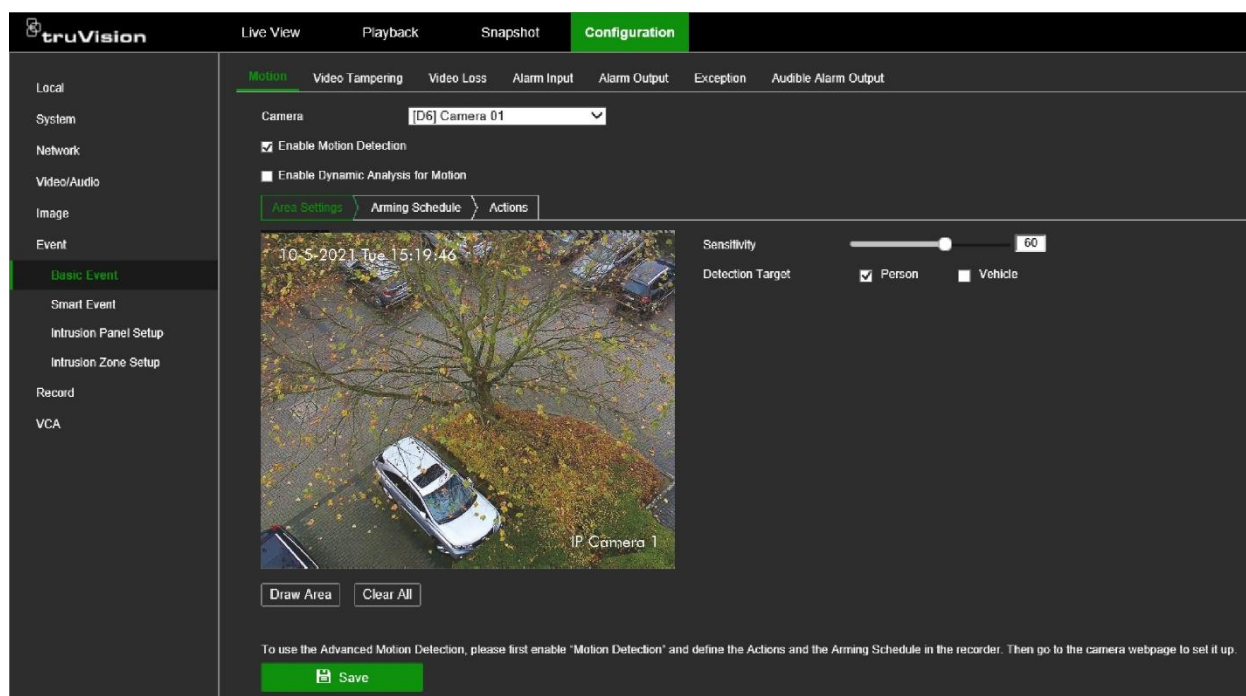 truVision
Live View Playback Snapshot Configuration
Local
System
Network
Video/Audio
Image
Event
Basic Event
Smart Event
Intrusion Panel Setup
Intrusion Zone Setup
Record
VCA
Motion Video Tampering Video Loss Alarm Input Alarm Output Exception Audible Alarm Output
Camera [D6] Camera 01
Enable Motion Detection
Enable Dynamic Analysis for Motion
Area Settings Arming Schedule Actions
10-5-2021 Tue 15:19:46
IP Camera 1
Sensitivity 60
Detection Target Person Vehicle
Draw Area Clear All
To use the Advanced Motion Detection, please first enable "Motion Detection" and define the Actions and the Arming Schedule in the recorder. Then go to the camera webpage to set it up.
Save